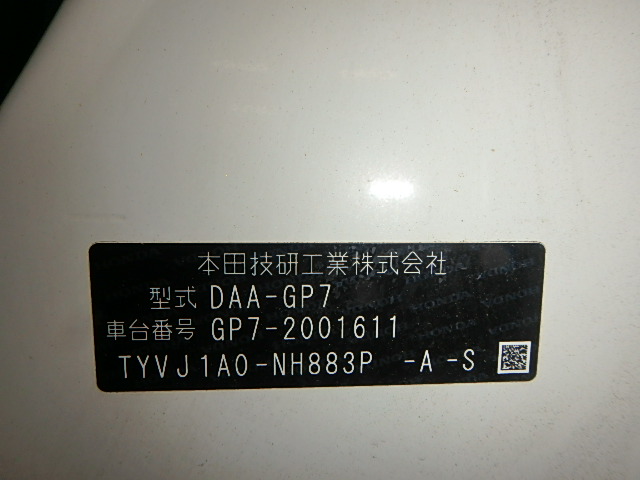 本田技研工業株式会社
型式 DAA-GP7
車台番号 GP7-2001611
TYVJ1A0-NH883P -A-S